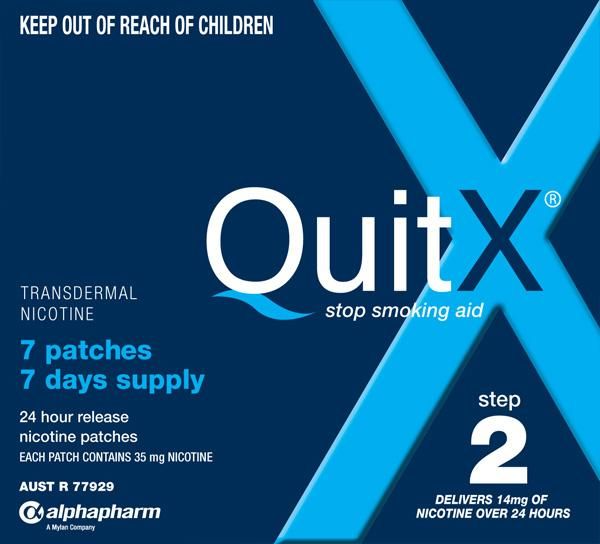 KEEP OUT OF REACH OF CHILDREN
QuitX®
stop smoking aid
TRANSDERMAL
NICOTINE
7 patches
7 days supply
24 hour release
nicotine patches
EACH PATCH CONTAINS 35 mg NICOTINE
AUST R 77929
alphapharm
A Mylan Company
step
2
DELIVERS 14mg OF
NICOTINE OVER 24 HOURS